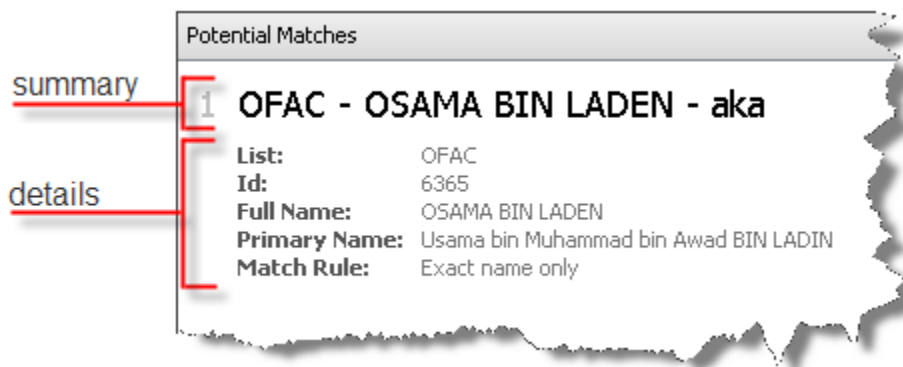 Potential Matches
summary
1 OFAC - OSAMA BIN LADEN - aka
details
List: OFAC
Id: 6365
Full Name: OSAMA BIN LADEN
Primary Name: Usama bin Muhammad bin Awad BIN LADIN
Match Rule: Exact name only